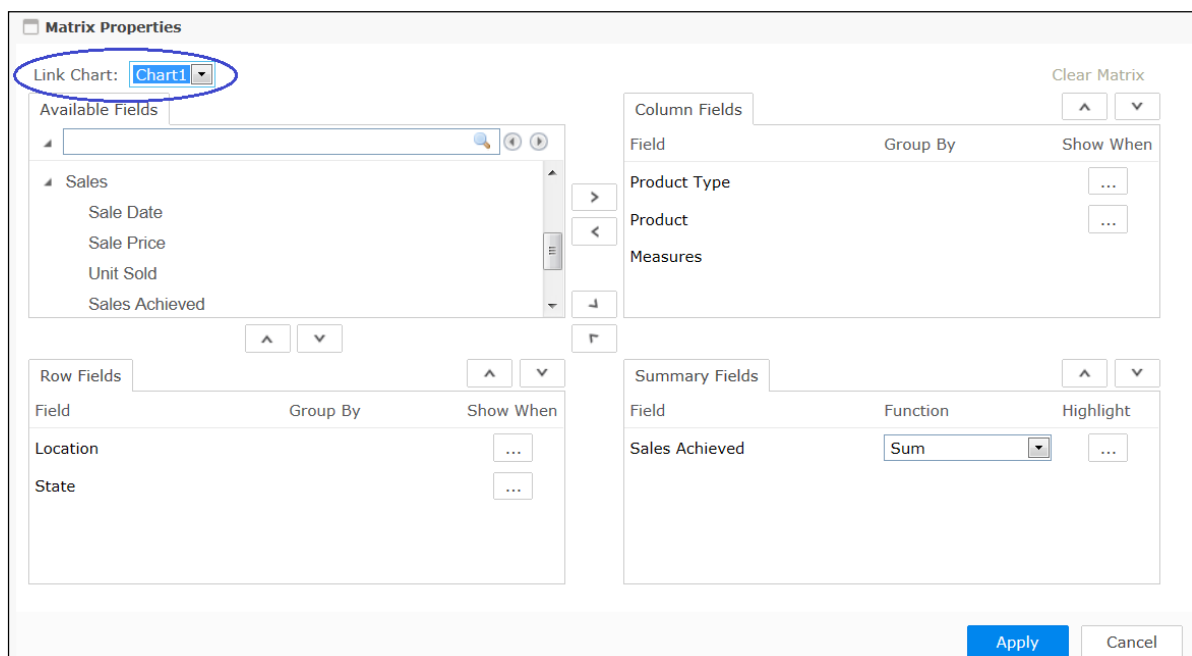 Matrix Properties
Link Chart: Chart1
Clear Matrix
Available Fields
Sales
Sale Date
Sale Price
Unit Sold
Sales Achieved
Column Fields
Field Group By Show When
Product Type ...
Product ...
Measures
Row Fields
Field Group By Show When
Location ...
State ...
Summary Fields
Field Function Highlight
Sales Achieved Sum ...
Apply Cancel